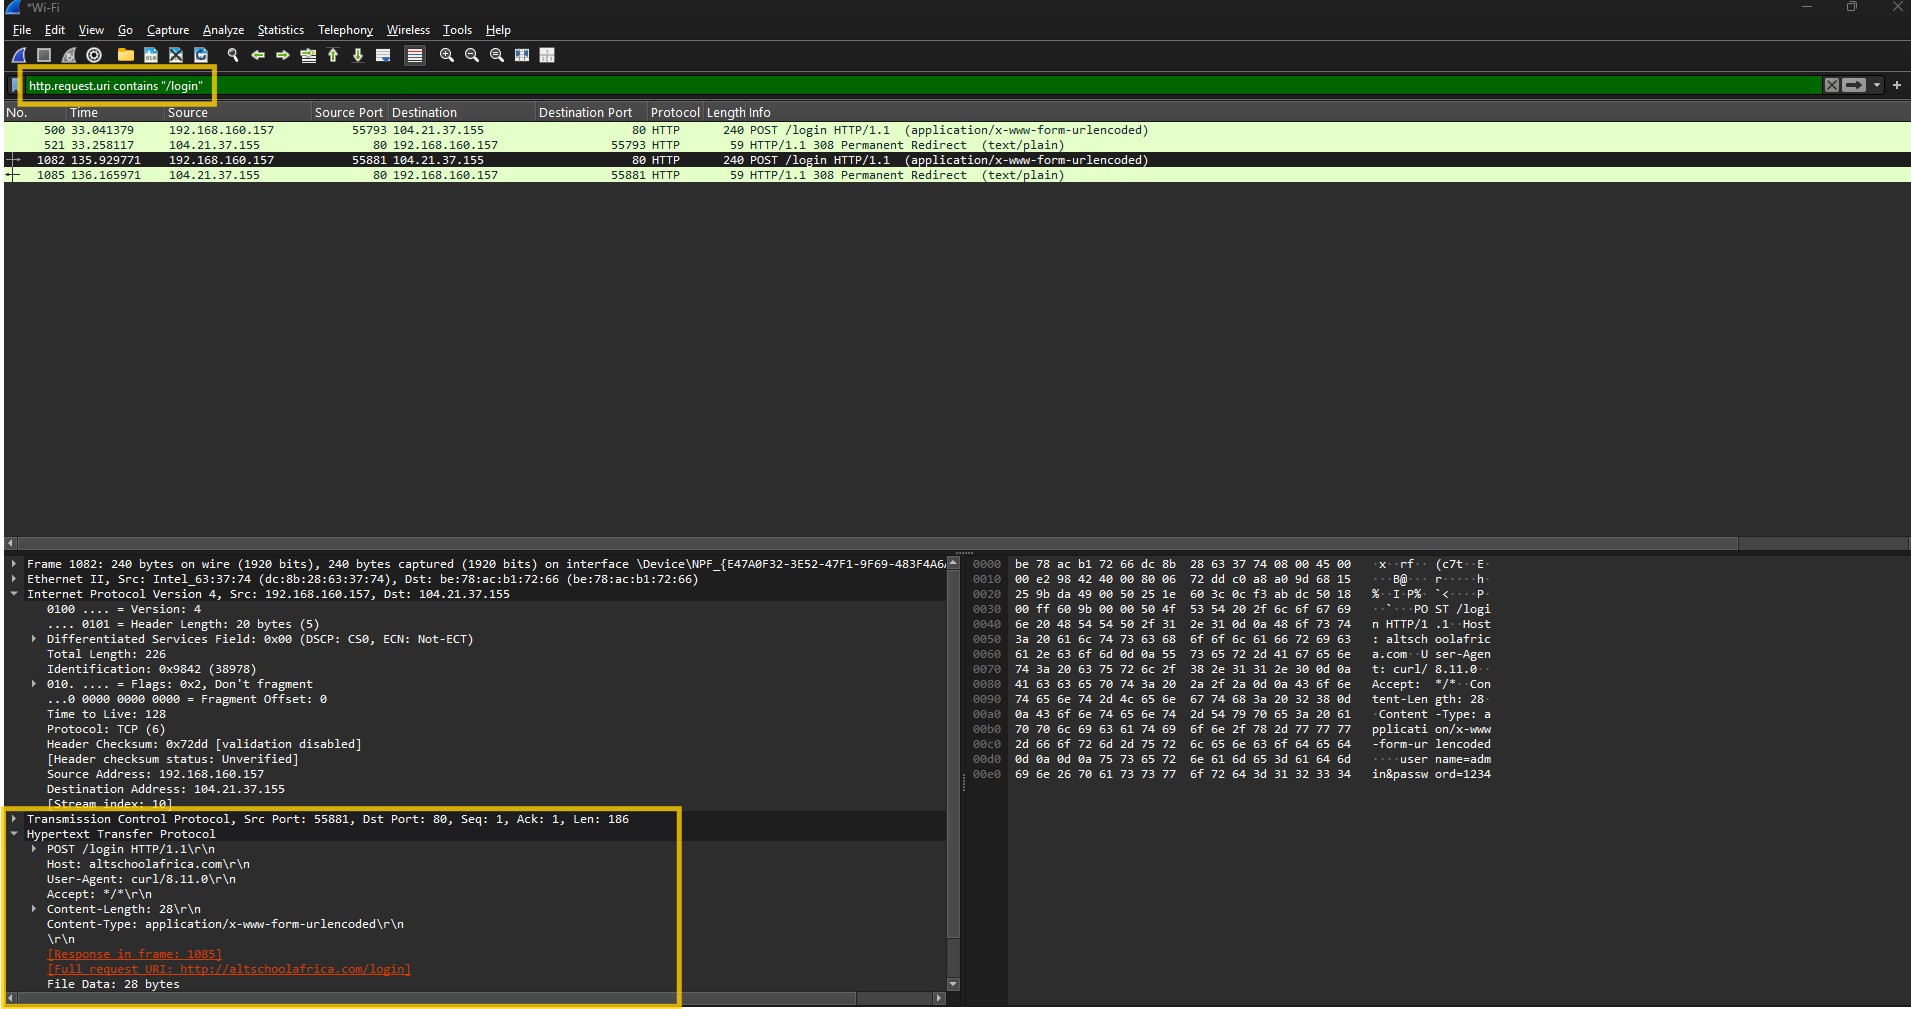 *Wi-Fi
File Edit View Go Capture Analyze Statistics Telephony Wireless Tools Help
http.request.uri contains "/login"
No. Time Source Source Port Destination Destination Port Protocol Length Info
500 33.041379 192.168.160.157 55793 104.21.37.155 80 HTTP 240 POST /login HTTP/1.1 (application/x-www-form-urlencoded)
521 33.258117 104.21.37.155 80 192.168.160.157 55793 HTTP 59 HTTP/1.1 308 Permanent Redirect (text/plain)
1082 135.929771 192.168.160.157 55881 104.21.37.155 80 HTTP 240 POST /login HTTP/1.1 (application/x-www-form-urlencoded)
1085 136.165971 104.21.37.155 80 192.168.160.157 55881 HTTP 59 HTTP/1.1 308 Permanent Redirect (text/plain)
Frame 1082: 240 bytes on wire (1920 bits), 240 bytes captured (1920 bits) on interface \Device\NPF_{E47A0F32-3E52-47F1-9F69-483F4A6
Ethernet II, Src: Intel_63:37:74 (dc:8b:28:63:37:74), Dst: be:78:ac:b1:72:66 (be:78:ac:b1:72:66)
Internet Protocol Version 4, Src: 192.168.160.157, Dst: 104.21.37.155
0100 .... = Version: 4
.... 0101 = Header Length: 20 bytes (5)
Differentiated Services Field: 0x00 (DSCP: CS0, ECN: Not-ECT)
Total Length: 226
Identification: 0x9842 (38978)
010. .... = Flags: 0x2, Don't fragment
...0 0000 0000 0000 = Fragment Offset: 0
Time to Live: 128
Protocol: TCP (6)
Header Checksum: 0x72dd [validation disabled]
[Header checksum status: Unverified]
Source Address: 192.168.160.157
Destination Address: 104.21.37.155
[Stream index: 10]
Transmission Control Protocol, Src Port: 55881, Dst Port: 80, Seq: 1, Ack: 1, Len: 186
Hypertext Transfer Protocol
POST /login HTTP/1.1\r\n
Host: altschoolafrica.com\r\n
User-Agent: curl/8.11.0\r\n
Accept: */*\r\n
Content-Length: 28\r\n
Content-Type: application/x-www-form-urlencoded\r\n
\r\n
[Response in frame: 1085]
[Full request URI: http://altschoolafrica.com/login]
File Data: 28 bytes
0000 be 78 ac b1 72 66 dc 8b 28 63 37 74 08 00 45 00 ·x··rf·· (c7t··E·
0010 00 e2 98 42 40 00 80 06 72 dd c0 a8 a0 9d 68 15 ···B@··· r·····h·
0020 25 9b da 49 00 50 25 1e 60 3c 0c f3 ab dc 50 18 %··I·P%· `<····P·
0030 00 ff 60 9b 00 00 50 4f 53 54 20 2f 6c 6f 67 69 ··`···PO ST /logi
0040 6e 20 48 54 54 50 2f 31 2e 31 0d 0a 48 6f 73 74 n HTTP/1 .1··Host
0050 3a 20 61 6c 74 73 63 68 6f 6f 6c 61 66 72 69 63 : altsch oolafric
0060 61 2e 63 6f 6d 0d 0a 55 73 65 72 2d 41 67 65 6e a.com··U ser-Agen
0070 74 3a 20 63 75 72 6c 2f 38 2e 31 31 2e 30 0d 0a t: curl/ 8.11.0··
0080 41 63 63 65 70 74 3a 20 2a 2f 2a 0d 0a 43 6f 6e Accept: */*··Con
0090 74 65 6e 74 2d 4c 65 6e 67 74 68 3a 20 32 38 0d tent-Len gth: 28·
00a0 0a 43 6f 6e 74 65 6e 74 2d 54 79 70 65 3a 20 61 ·Content -Type: a
00b0 70 70 6c 69 63 61 74 69 6f 6e 2f 78 2d 77 77 77 pplicati on/x-www
00c0 2d 66 6f 72 6d 2d 75 72 6c 65 6e 63 6f 64 65 64 -form-ur lencoded
00d0 0d 0a 0d 0a 75 73 65 72 6e 61 6d 65 3d 61 64 6d ····user name=adm
00e0 69 6e 26 70 61 73 73 77 6f 72 64 3d 31 32 33 34 in&passw ord=1234